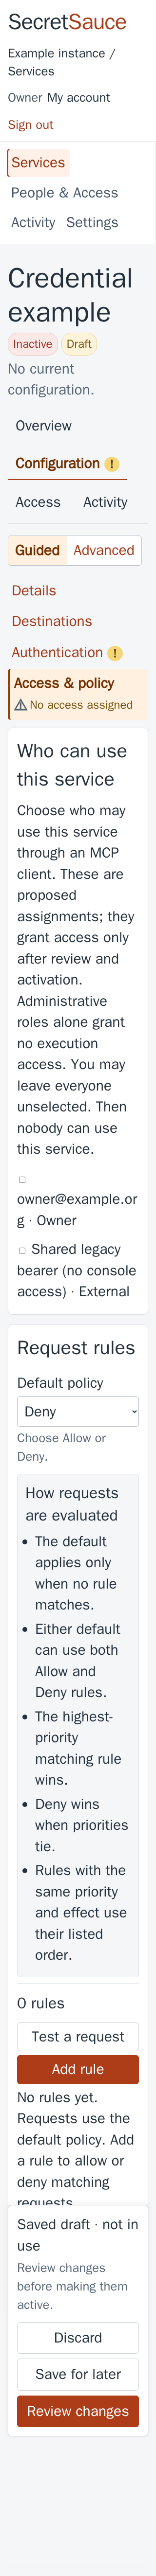 SecretSauce
Example instance /
Services
Owner My account
Sign out
Services
People & Access
Activity Settings
Credential
example
Inactive Draft
No current
configuration.
Overview
Configuration !
Access Activity
Guided Advanced
Details
Destinations
Authentication !
Access & policy
No access assigned
Who can use
this service
Choose who may
use this service
through an MCP
client. These are
proposed
assignments; they
grant access only
after review and
activation.
Administrative
roles alone grant
no execution
access. You may
leave everyone
unselected. Then
nobody can use
this service.
owner@example.or
g · Owner
Shared legacy
bearer (no console
access) · External
Request rules
Default policy
Deny
Choose Allow or
Deny.
How requests
are evaluated
• The default
applies only
when no rule
matches.
• Either default
can use both
Allow and
Deny rules.
• The highest-
priority
matching rule
wins.
• Deny wins
when priorities
tie.
• Rules with the
same priority
and effect use
their listed
order.
0 rules
Test a request
Add rule
No rules yet.
Requests use the
default policy. Add
a rule to allow or
deny matching
requests
Saved draft · not in
use
Review changes
before making them
active.
Discard
Save for later
Review changes